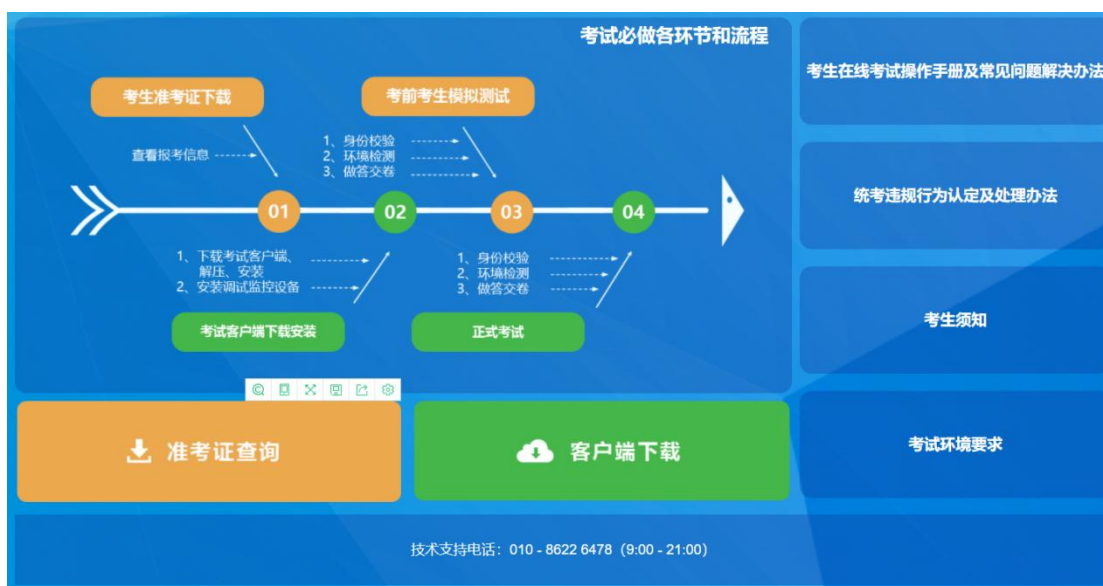 考试必做各环节和流程
考生准考证下载
考前考生模拟测试
查看报考信息
1、身份校验
2、环境检测
3、做答交卷
01
02
03
04
1、下载考试客户端、
解压、安装
2、安装调试监控设备
1、身份校验
2、环境检测
3、做答交卷
考试客户端下载安装
正式考试
准考证查询
客户端下载
考生在线考试操作手册及常见问题解决办法
统考违规行为认定及处理办法
考生须知
考试环境要求
技术支持电话：010 - 8622 6478（9:00 - 21:00）